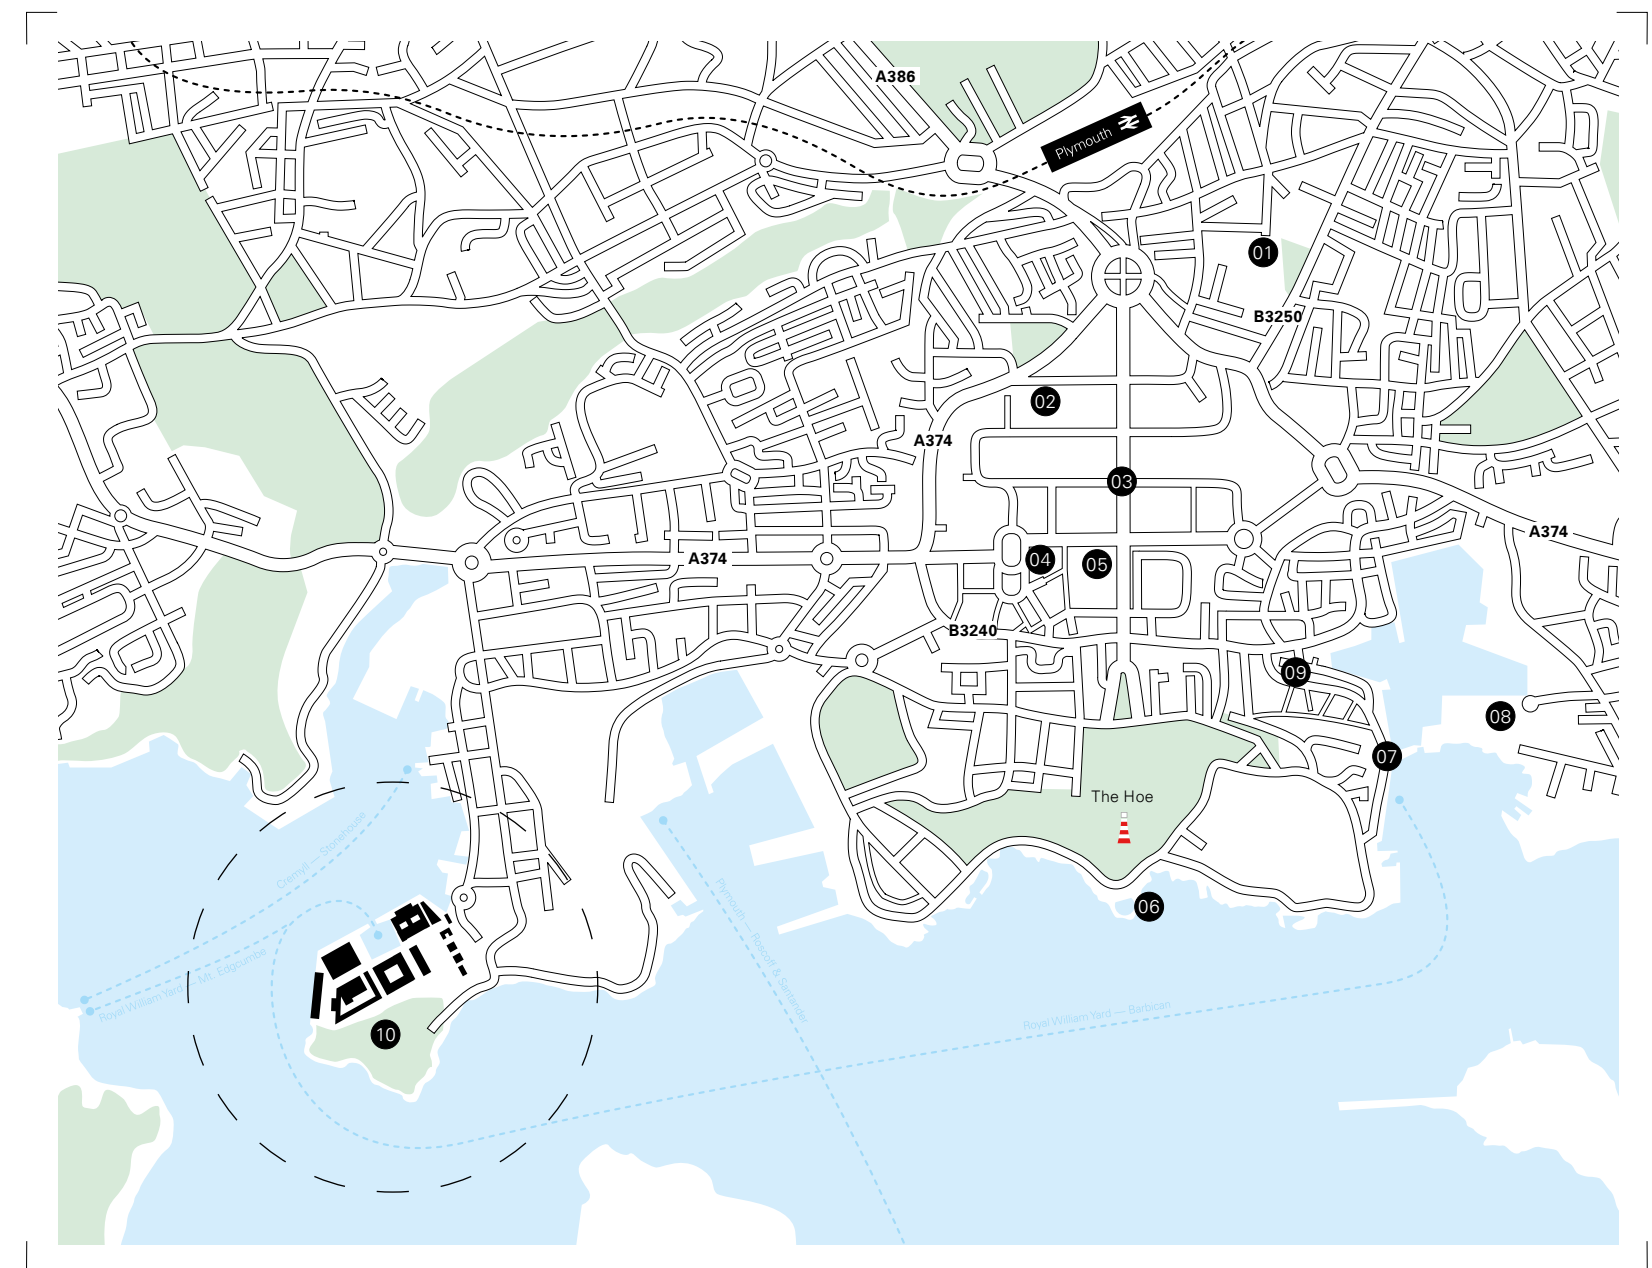 A386
Plymouth
01
B3250
02
A374
03
A374
A374
04
05
B3240
09
08
07
The Hoe
Cremyll — Stonehouse
06
Plymouth — Roscoff & Santander
Royal William Yard — Mt. Edgcumbe
Royal William Yard — Barbican
10